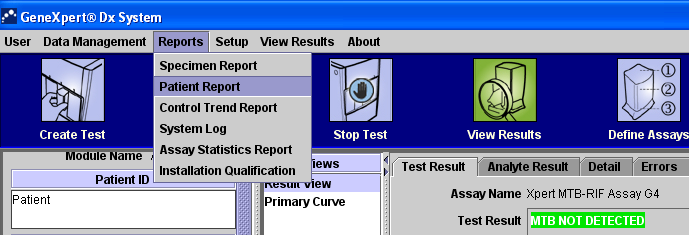 GeneXpert® Dx System
User Data Management Reports Setup View Results About
Specimen Report
Patient Report
Control Trend Report
System Log
Assay Statistics Report
Installation Qualification
Create Test
Stop Test
View Results
Define Assays
① ② ③
Module Name
Patient ID
Patient
Views
Result View
Primary Curve
Test Result Analyte Result Detail Errors
Assay Name Xpert MTB-RIF Assay G4
Test Result MTB NOT DETECTED